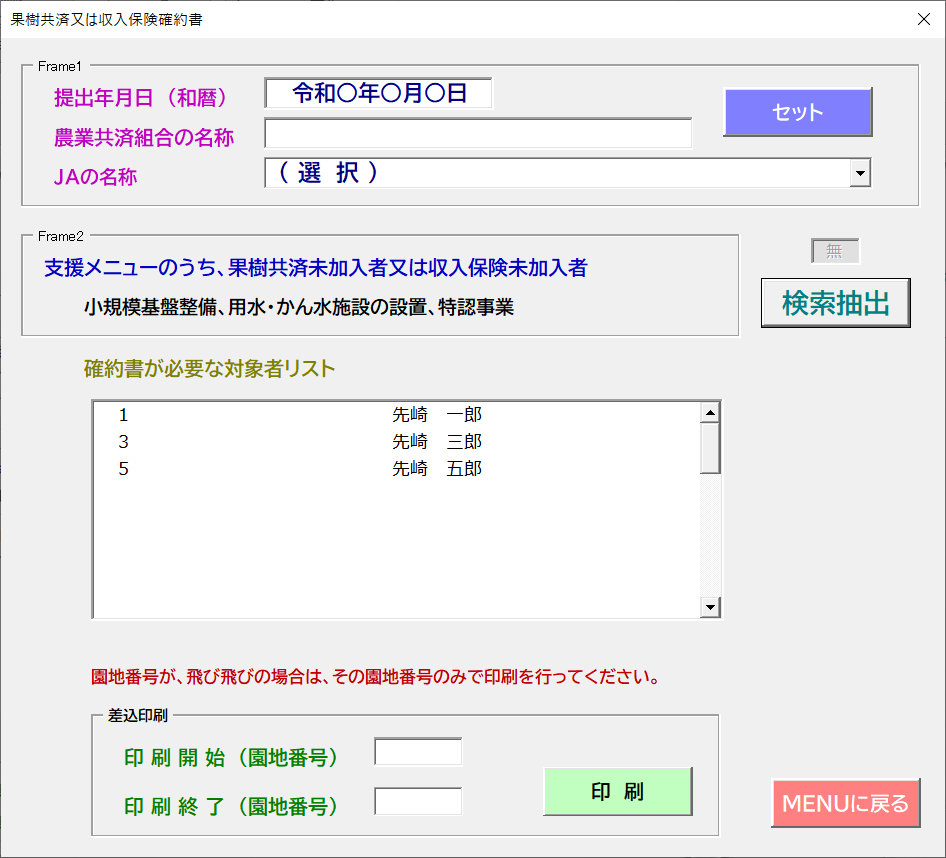 果樹共済又は収入保険確約書
Frame1
提出年月日（和暦）
令和〇年〇月〇日
セット
農業共済組合の名称
JAの名称
（ 選　択 ）
Frame2
支援メニューのうち、果樹共済未加入者又は収入保険未加入者
小規模基盤整備、用水・かん水施設の設置、特認事業
無
検索抽出
確約書が必要な対象者リスト
1 先崎　一郎
3 先崎　三郎
5 先崎　五郎
園地番号が、飛び飛びの場合は、その園地番号のみで印刷を行ってください。
差込印刷
印 刷 開 始 （園地番号）
印 刷 終 了 （園地番号）
印　刷
MENUに戻る